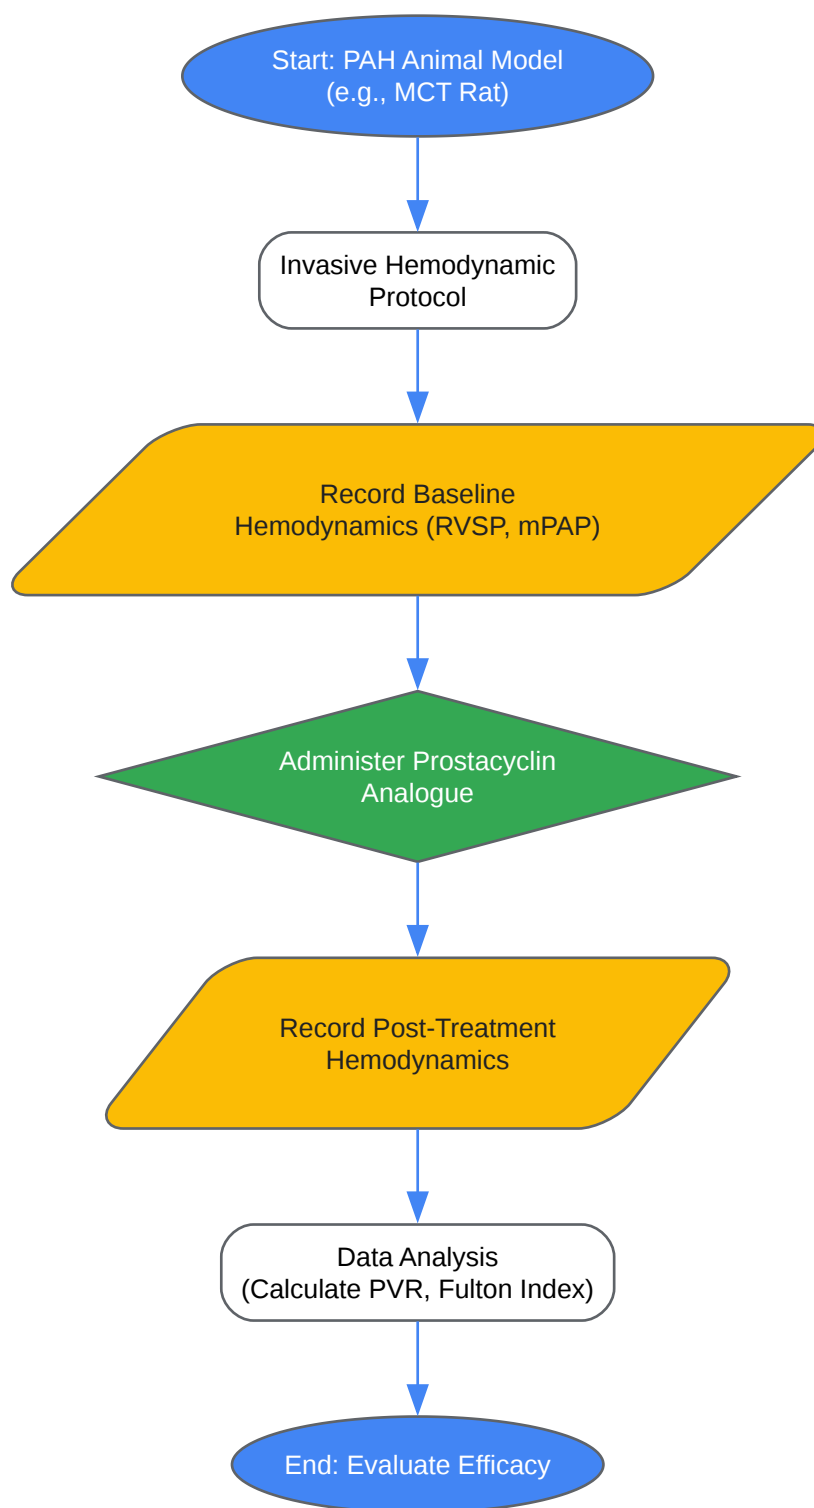 Start: PAH Animal Model
(e.g., MCT Rat)
Invasive Hemodynamic
Protocol
Record Baseline
Hemodynamics (RVSP, mPAP)
Administer Prostacyclin
Analogue
Record Post-Treatment
Hemodynamics
Data Analysis
(Calculate PVR, Fulton Index)
End: Evaluate Efficacy